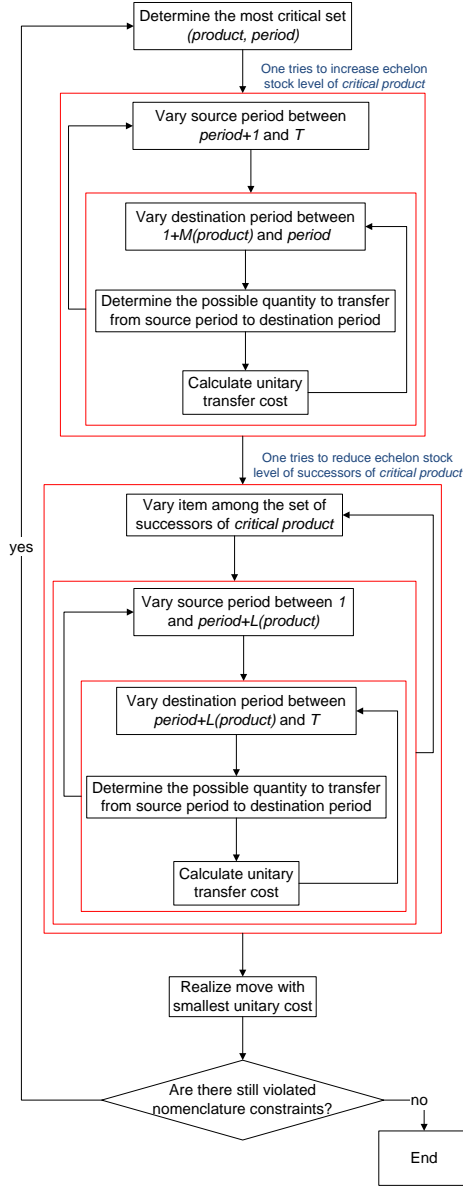 Determine the most critical set
(product, period)
One tries to increase echelon
stock level of critical product
Vary source period between
period+1 and T
Vary destination period between
1+M(product) and period
Determine the possible quantity to transfer
from source period to destination period
Calculate unitary
transfer cost
One tries to reduce echelon stock
level of successors of critical product
Vary item among the set of
successors of critical product
yes
Vary source period between 1
and period+L(product)
Vary destination period between
period+L(product) and T
Determine the possible quantity to transfer
from source period to destination period
Calculate unitary
transfer cost
Realize move with
smallest unitary cost
Are there still violated
nomenclature constraints?
no
End